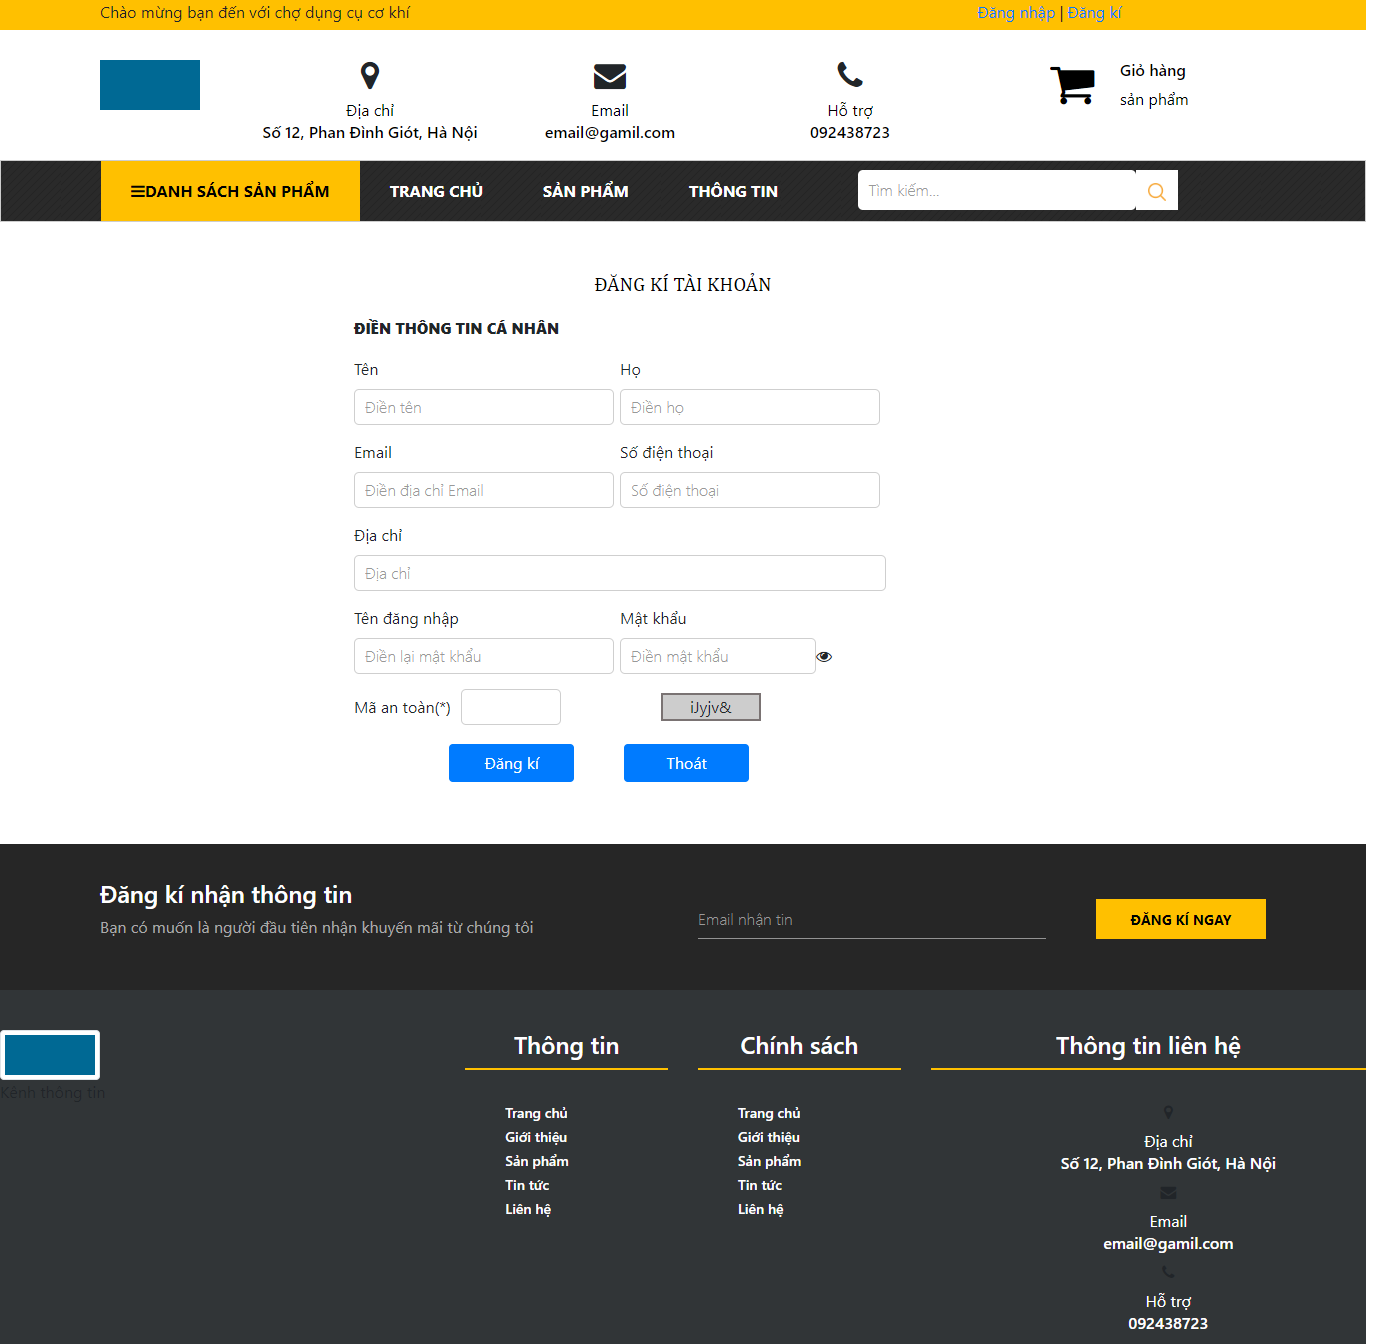 Chào mừng bạn đến với chợ dụng cụ cơ khí
Đăng nhập | Đăng kí
Địa chỉ
Số 12, Phan Đình Giót, Hà Nội
Email
email@gamil.com
Hỗ trợ
092438723
Giỏ hàng
sản phẩm
DANH SÁCH SẢN PHẨM
TRANG CHỦ
SẢN PHẨM
THÔNG TIN
Tìm kiếm...
ĐĂNG KÍ TÀI KHOẢN
ĐIỀN THÔNG TIN CÁ NHÂN
Tên
Họ
Điền tên
Điền họ
Email
Số điện thoại
Điền địa chỉ Email
Số điện thoại
Địa chỉ
Địa chỉ
Tên đăng nhập
Mật khẩu
Điền lại mật khẩu
Điền mật khẩu
Mã an toàn(*)
iJyjv&
Đăng kí
Thoát
Đăng kí nhận thông tin
Bạn có muốn là người đầu tiên nhận khuyến mãi từ chúng tôi
Email nhận tin
ĐĂNG KÍ NGAY
Kênh thông tin
Thông tin
Trang chủ
Giới thiệu
Sản phẩm
Tin tức
Liên hệ
Chính sách
Trang chủ
Giới thiệu
Sản phẩm
Tin tức
Liên hệ
Thông tin liên hệ
Địa chỉ
Số 12, Phan Đình Giót, Hà Nội
Email
email@gamil.com
Hỗ trợ
092438723